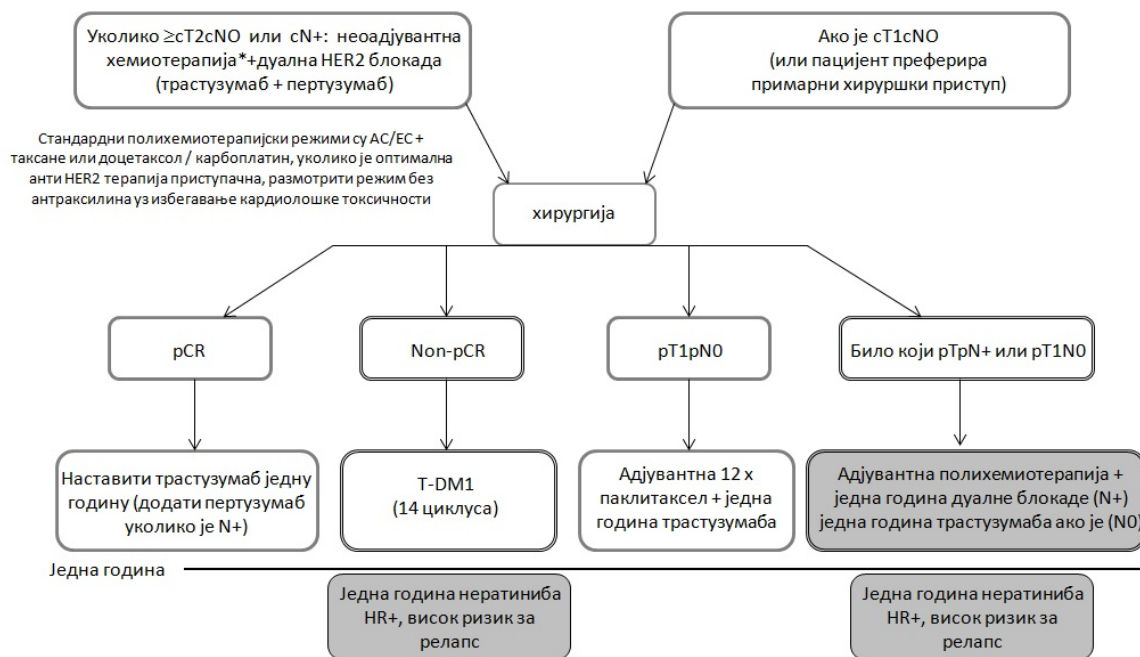 Уколико ≥cT2cNO или cN+: неоадјувантна
хемиотерапија*+дуална HER2 блокада
(трастузумаб + пертузумаб)
Ако је cT1cNO
(или пацијент преферира
примарни хируршки приступ)
Стандардни полихемиотерапијски режими су AC/EC +
таксане или доцетаксол / карбоплатин, уколико је оптимална
анти HER2 терапија приступачна, размотрити режим без
антраксилина уз избегавање кардиолошке токсичности
хирургија
pCR
Non-pCR
pT1pN0
Било који pTpN+ или pT1N0
Наставити трастузумаб једну
годину (додати пертузумаб
уколико је N+)
T-DM1
(14 циклуса)
Адјувантна 12 x
паклитаксел + једна
година трастузумаба
Адјувантна полихемиотерапија +
једна година дуалне блокаде (N+)
једна година трастузумаба ако је (N0)
Једна година
Једна година нератиниба
HR+, висок ризик за
релапс
Једна година нератиниба
HR+, висок ризик за
релапс